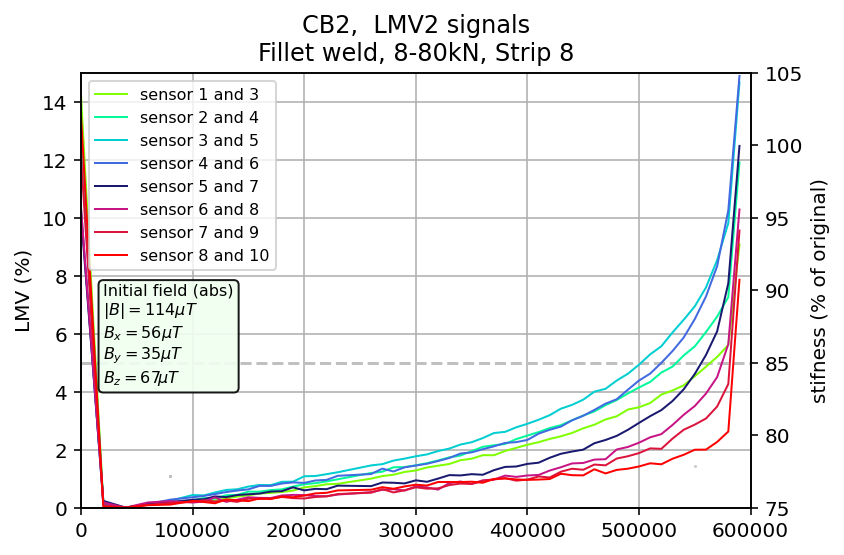 CB2,  LMV2 signals
Fillet weld, 8-80kN, Strip 8
LMV (%)
14
12
10
8
6
4
2
0
sensor 1 and 3
sensor 2 and 4
sensor 3 and 5
sensor 4 and 6
sensor 5 and 7
sensor 6 and 8
sensor 7 and 9
sensor 8 and 10
Initial field (abs)
|B| = 114μT
Bₓ = 56μT
B_y = 35μT
B_z = 67μT
105
100
95
90
85
80
75
stifness (% of original)
0 100000 200000 300000 400000 500000 600000